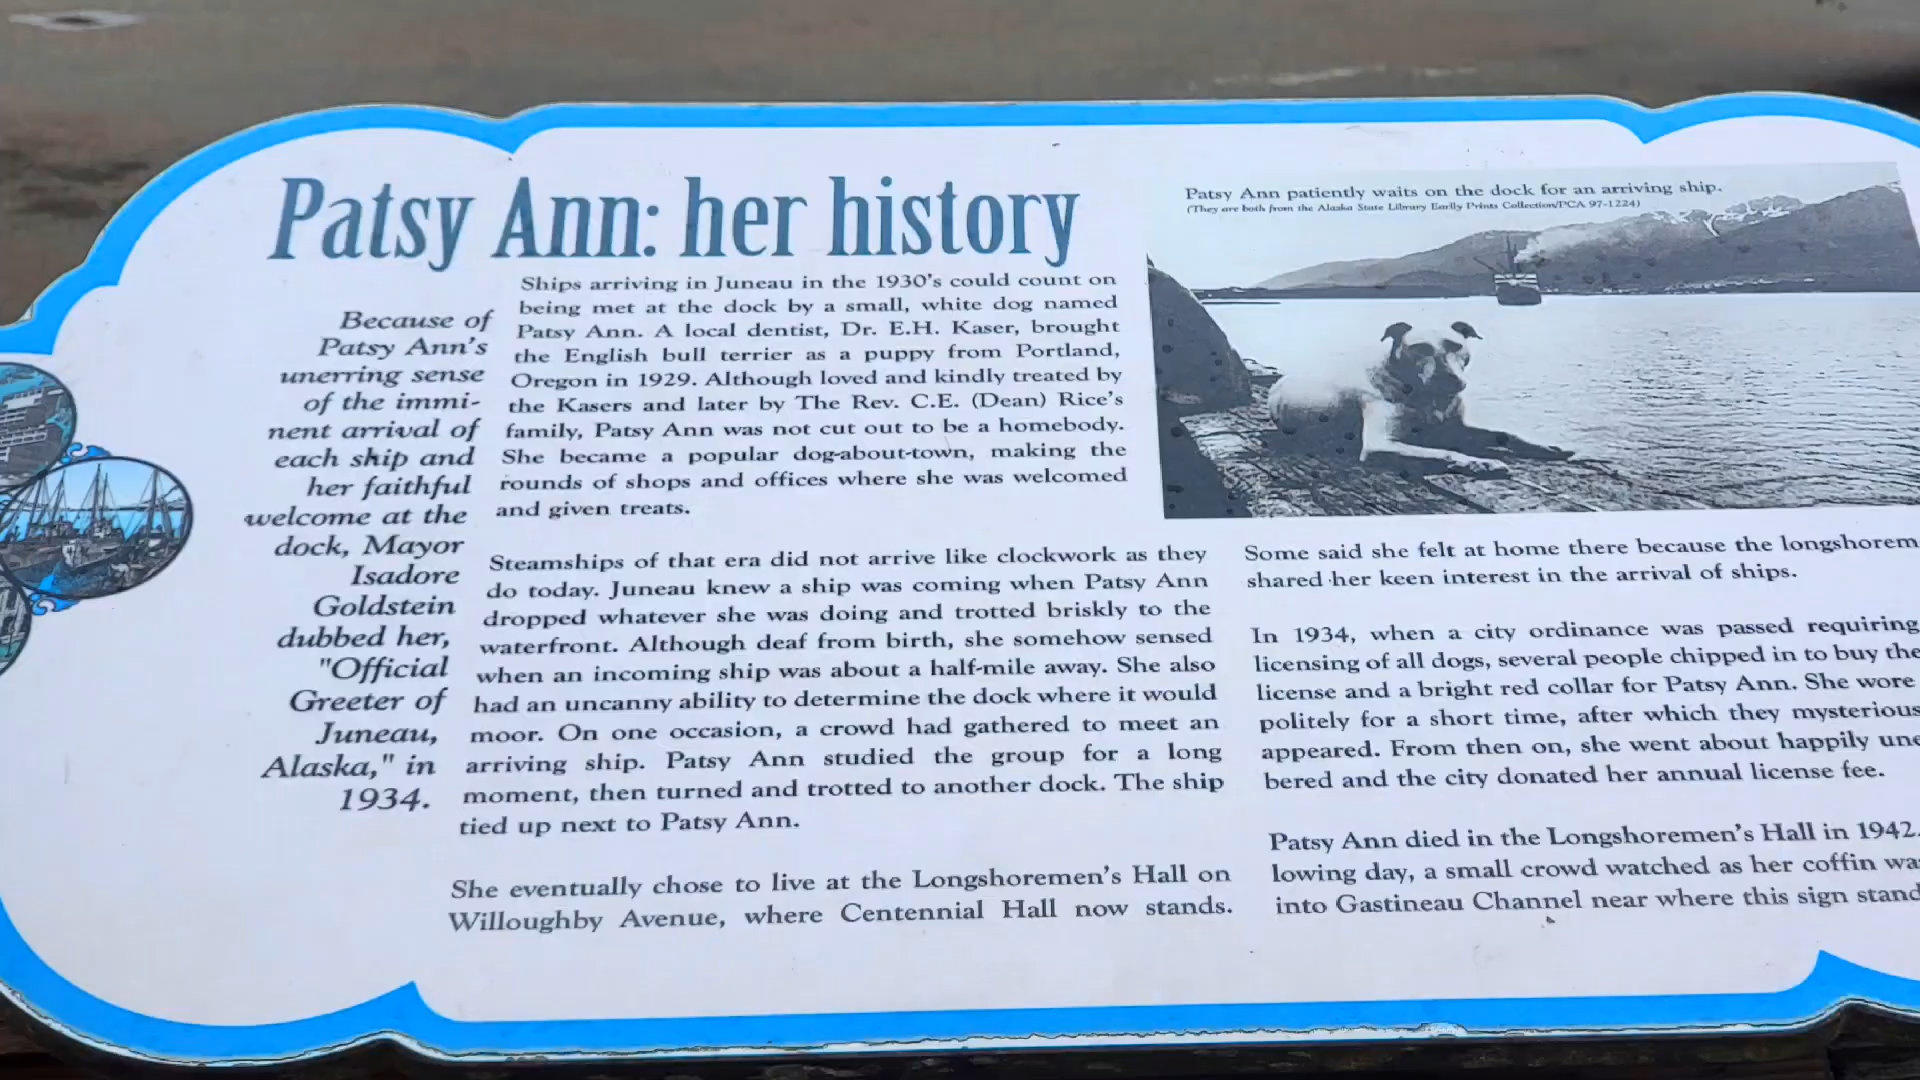 Patsy Ann: her history
Because of
Patsy Ann's
unerring sense
of the immi-
nent arrival of
each ship and
her faithful
welcome at the
dock, Mayor
Isadore
Goldstein
dubbed her,
"Official
Greeter of
Juneau,
Alaska," in
1934.
Ships arriving in Juneau in the 1930's could count on
being met at the dock by a small, white dog named
Patsy Ann. A local dentist, Dr. E.H. Kaser, brought
the English bull terrier as a puppy from Portland,
Oregon in 1929. Although loved and kindly treated by
the Kasers and later by The Rev. C.E. (Dean) Rice's
family, Patsy Ann was not cut out to be a homebody.
She became a popular dog-about-town, making the
rounds of shops and offices where she was welcomed
and given treats.
Steamships of that era did not arrive like clockwork as they
do today. Juneau knew a ship was coming when Patsy Ann
dropped whatever she was doing and trotted briskly to the
waterfront. Although deaf from birth, she somehow sensed
when an incoming ship was about a half-mile away. She also
had an uncanny ability to determine the dock where it would
moor. On one occasion, a crowd had gathered to meet an
arriving ship. Patsy Ann studied the group for a long
moment, then turned and trotted to another dock. The ship
tied up next to Patsy Ann.
She eventually chose to live at the Longshoremen's Hall on
Willoughby Avenue, where Centennial Hall now stands.
Patsy Ann patiently waits on the dock for an arriving ship.
(They are both from the Alaska State Library Earlly Prints Collection/PCA 97-1224)
Some said she felt at home there because the longshorem
shared her keen interest in the arrival of ships.
In 1934, when a city ordinance was passed requiring
licensing of all dogs, several people chipped in to buy the
license and a bright red collar for Patsy Ann. She wore
politely for a short time, after which they mysterious
appeared. From then on, she went about happily une
bered and the city donated her annual license fee.
Patsy Ann died in the Longshoremen's Hall in 1942.
lowing day, a small crowd watched as her coffin wa
into Gastineau Channel near where this sign stand